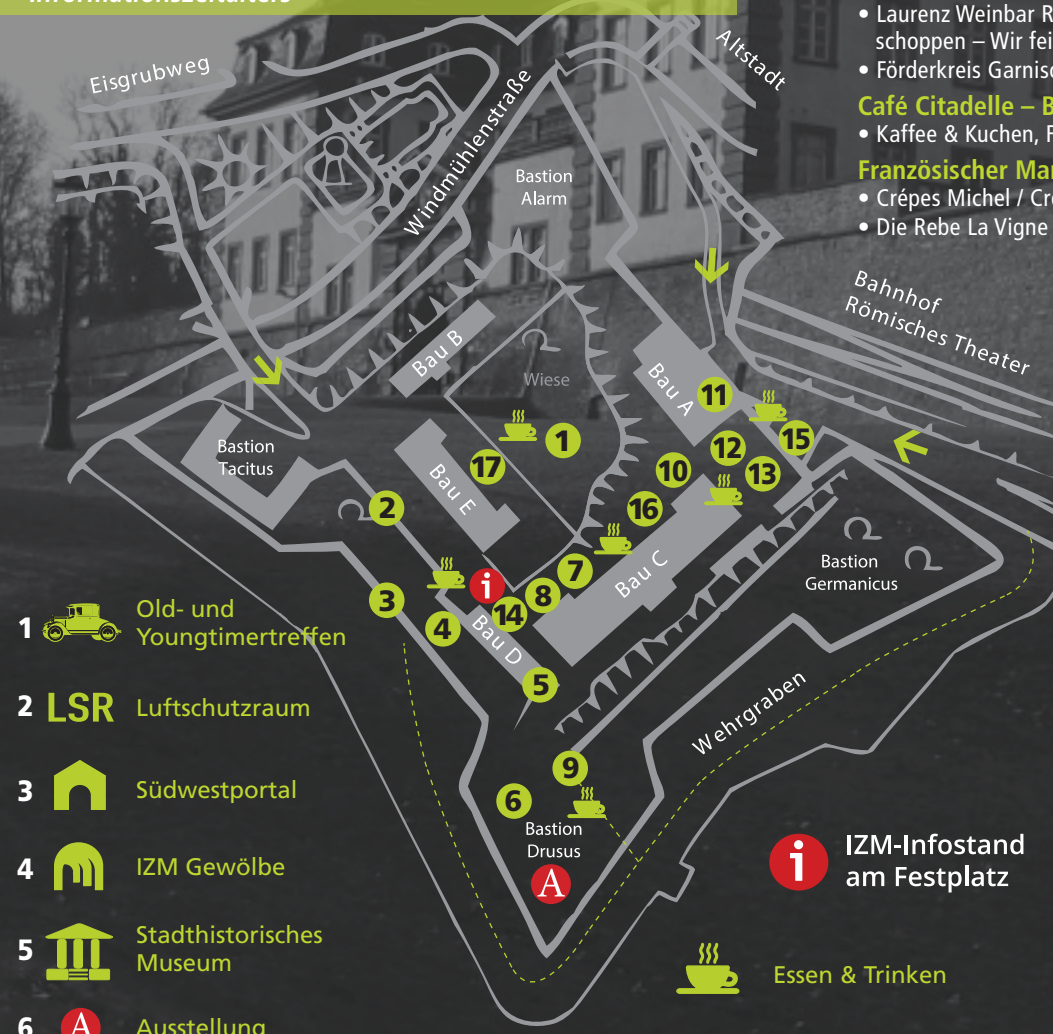 Informationszeitalters
• Laurenz Weinbar R
schoppen – Wir fei
• Förderkreis Garnis
Café Citadelle – B
• Kaffee & Kuchen, F
Französischer Mar
• Crépes Michel / Cr
• Die Rebe La Vigne
Eisgrubweg
Windmühlenstraße
Altstadt
Bastion
Alarm
Bahnhof
Römisches Theater
Bau B
Wiese
Bau A
11
15
12
13
10
16
1
17
Bastion
Tacitus
Bau E
2
Bau C
Bastion
Germanicus
7
8
i
14
3
4
Bau D
5
Wehrgraben
9
6
Bastion
Drusus
A
1 Old- und
Youngtimertreffen
2 LSR Luftschutzraum
3 Südwestportal
4 IZM Gewölbe
5 Stadthistorisches
Museum
6 A Ausstellung
i IZM-Infostand
am Festplatz
Essen & Trinken